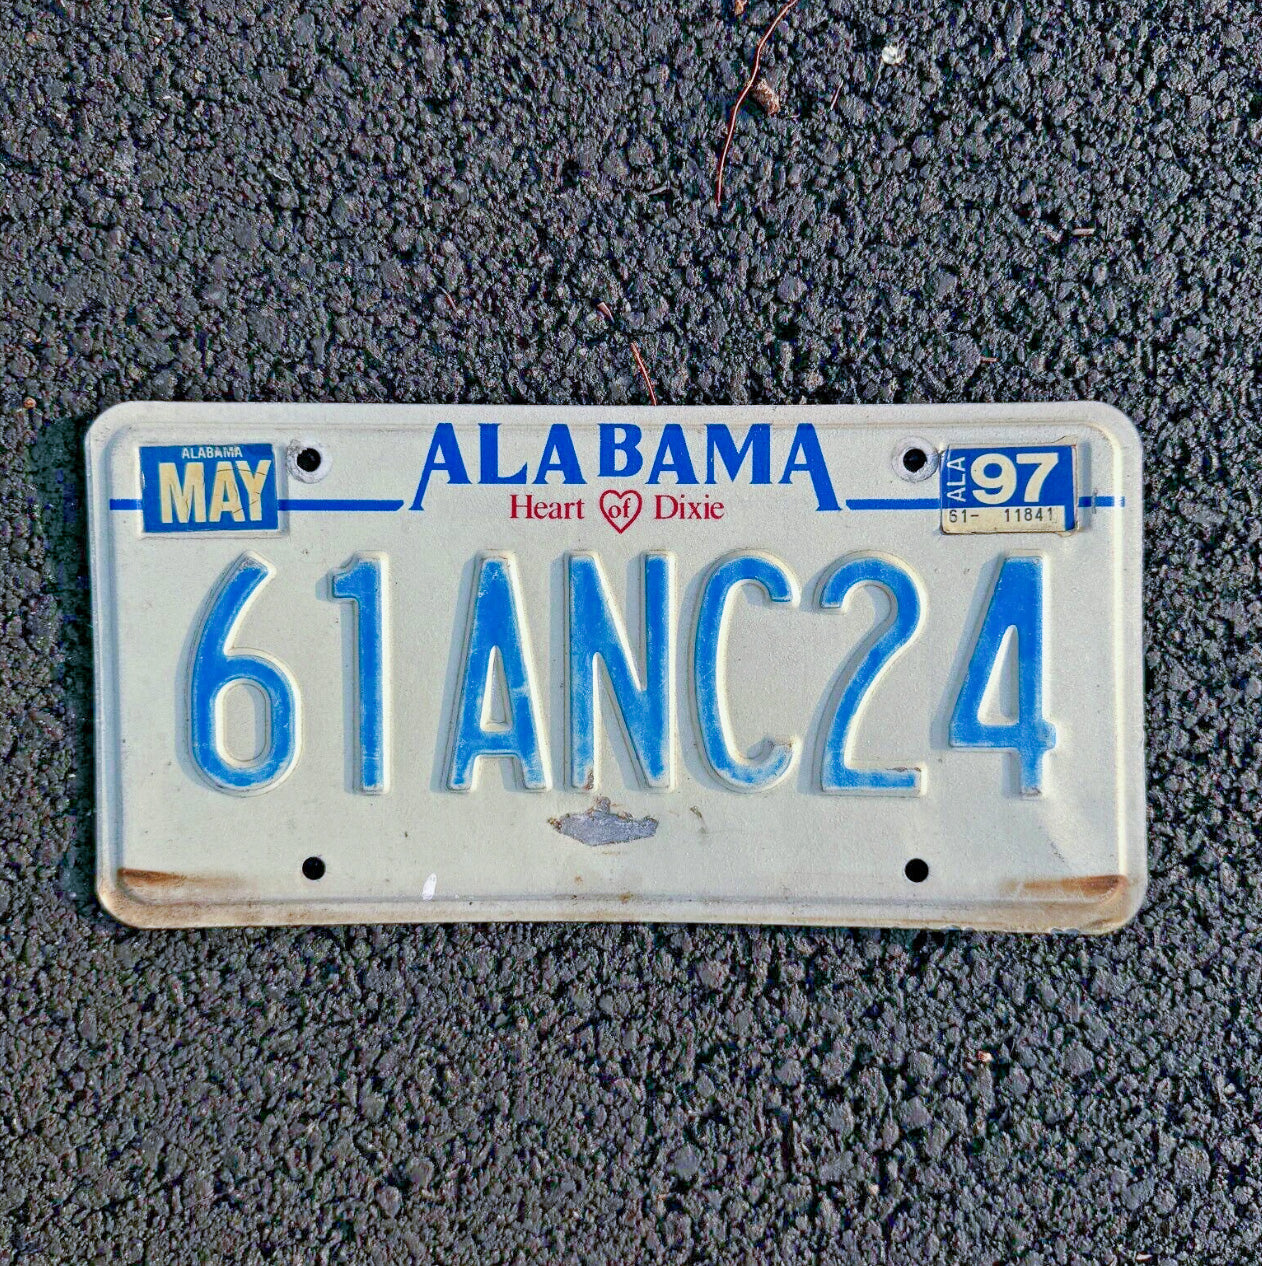 ALABAMA
MAY
ALABAMA
Heart of Dixie
ALA 97
61- 11841
61ANC24